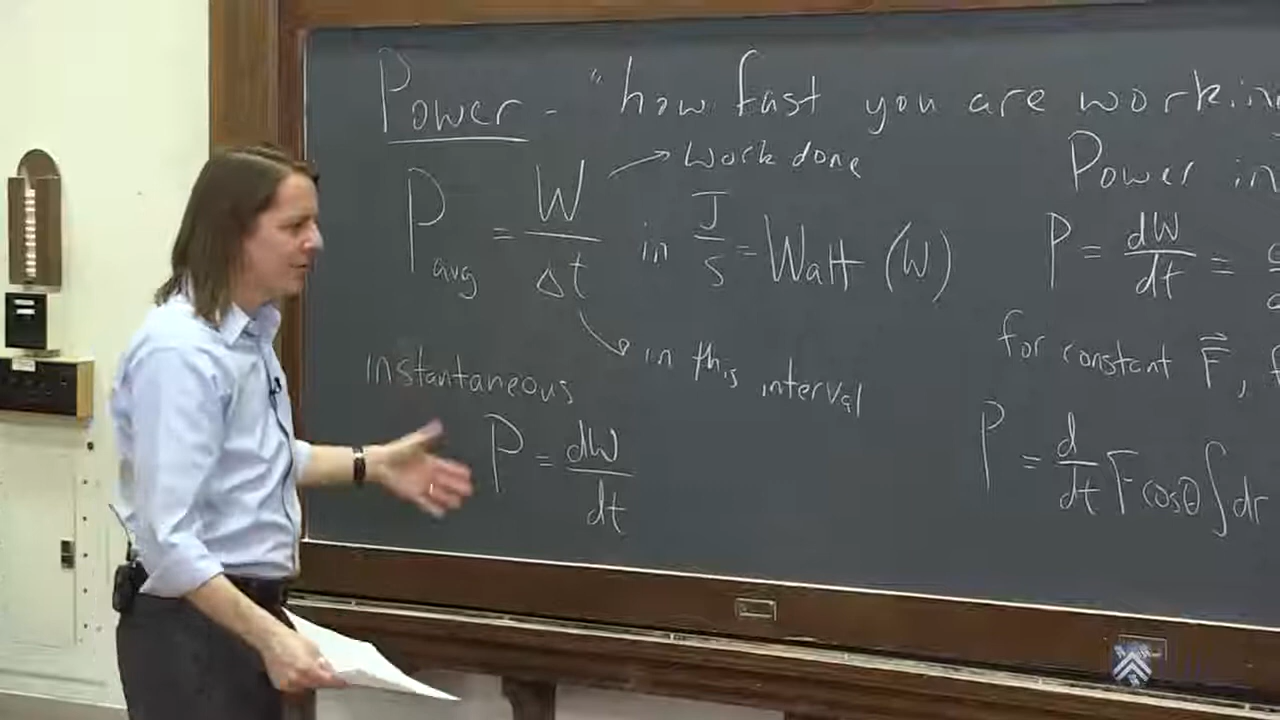 Power - "how fast you are workin
P avg = W / Δt → Work done
in J/s = Watt (W)
in this interval
instantaneous
P = dW/dt
Power in
P = dW/dt =
for constant F⃗,
P = d/dt F cosθ ∫ dr